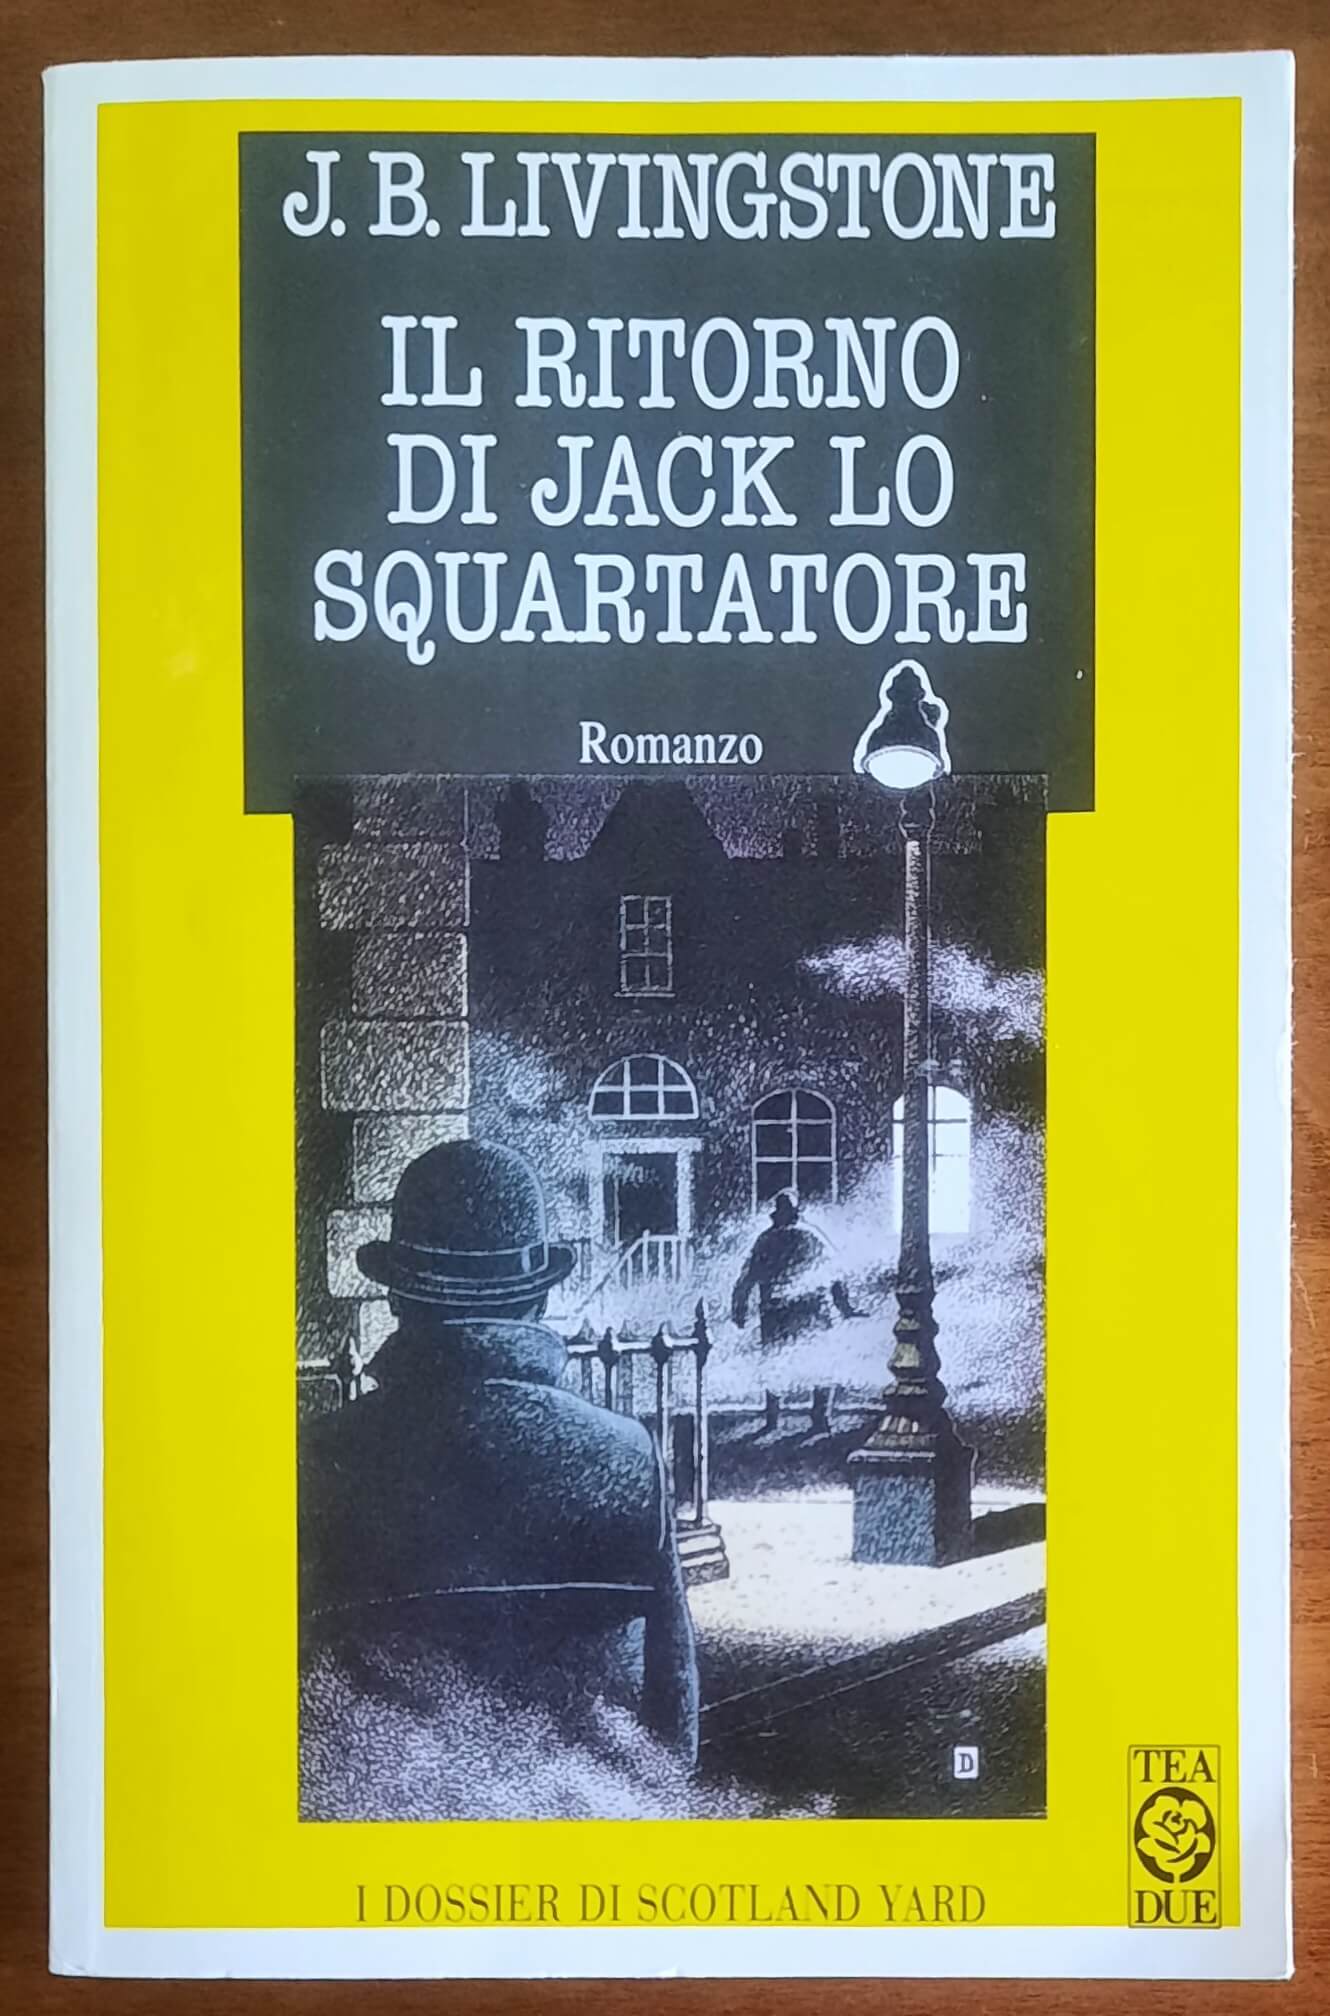 J. B. LIVINGSTONE
IL RITORNO
DI JACK LO
SQUARTATORE
Romanzo
D
I DOSSIER DI SCOTLAND YARD
TEA
DUE